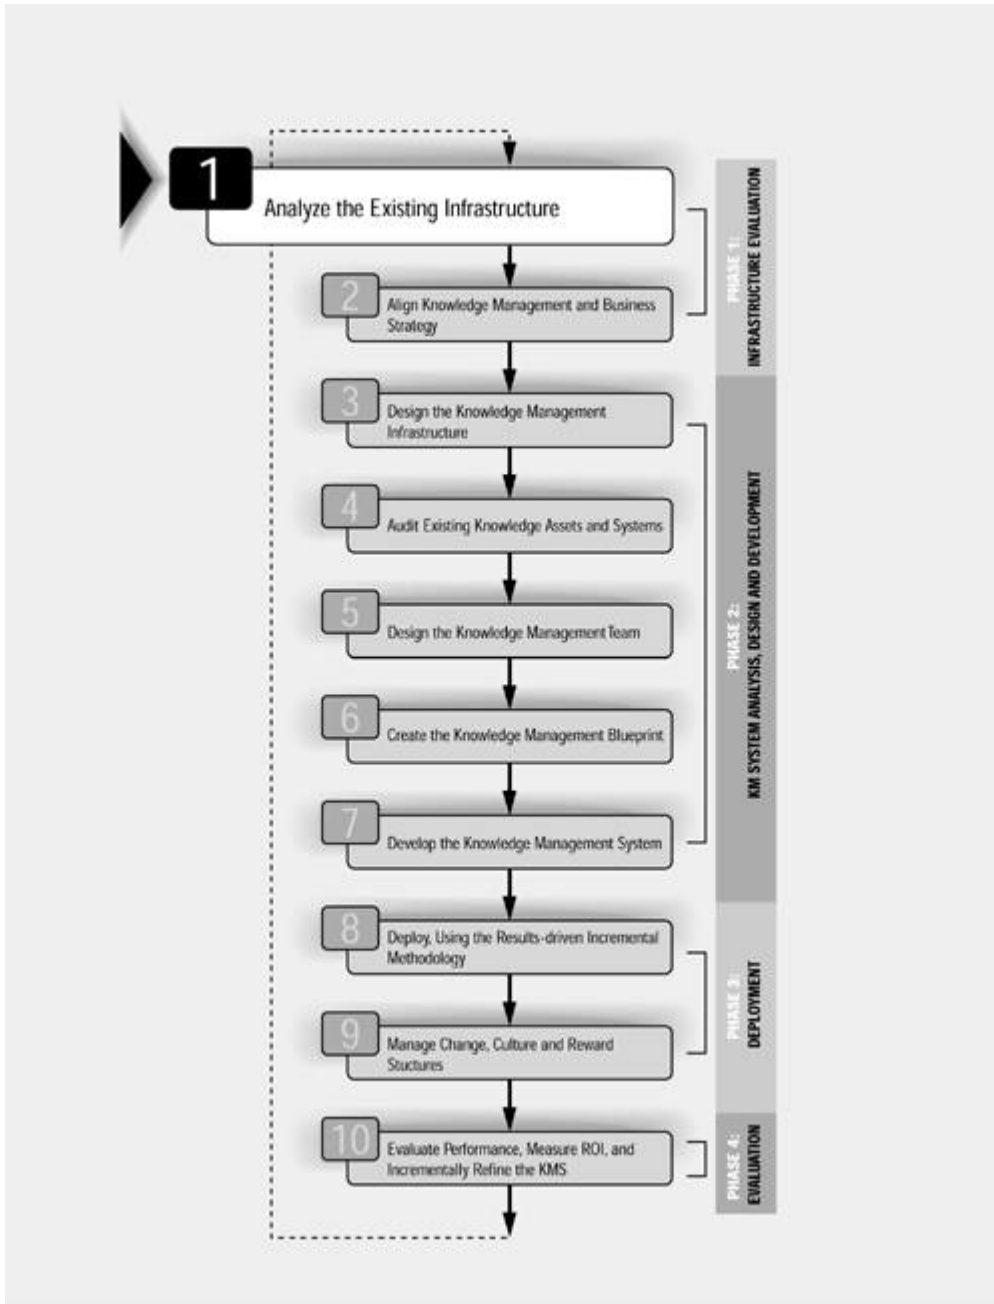 1
Analyze the Existing Infrastructure
2
Align Knowledge Management and Business
Strategy
3
Design the Knowledge Management
Infrastructure
4
Audit Existing Knowledge Assets and Systems
5
Design the Knowledge Management Team
6
Create the Knowledge Management Blueprint
7
Develop the Knowledge Management System
8
Deploy, Using the Results-driven Incremental
Methodology
9
Manage Change, Culture and Reward
Stuctures
10
Evaluate Performance, Measure ROI, and
Incrementally Refine the KMS
PHASE 1:
INFRASTRUCTURE EVALUATION
PHASE 2:
KM SYSTEM ANALYSIS, DESIGN AND DEVELOPMENT
PHASE 3:
DEPLOYMENT
PHASE 4:
EVALUATION